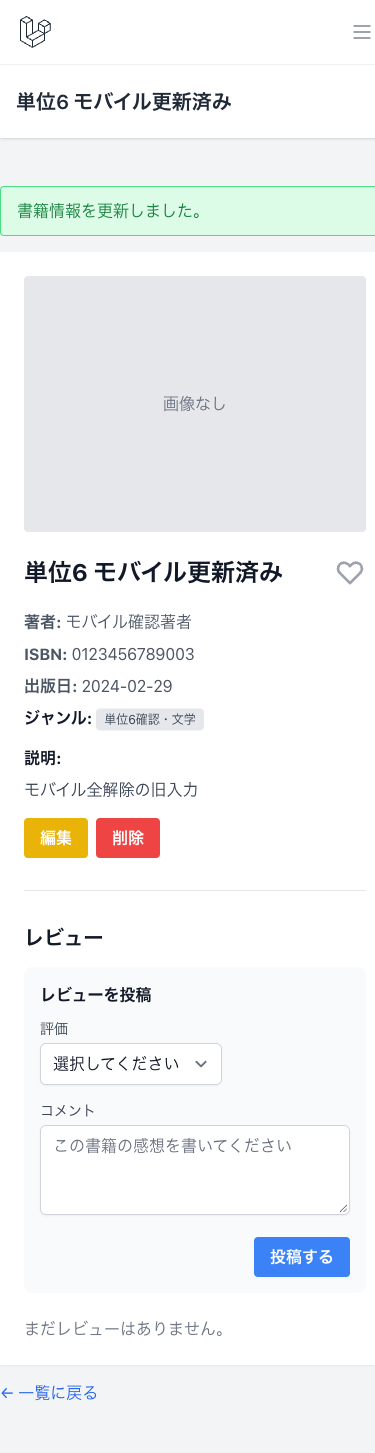 単位6 モバイル更新済み
書籍情報を更新しました。
画像なし
単位6 モバイル更新済み
著者: モバイル確認著者
ISBN: 0123456789003
出版日: 2024-02-29
ジャンル: 単位6確認・文学
説明:
モバイル全解除の旧入力
編集 削除
レビュー
レビューを投稿
評価
選択してください
コメント
この書籍の感想を書いてください
投稿する
まだレビューはありません。
← 一覧に戻る